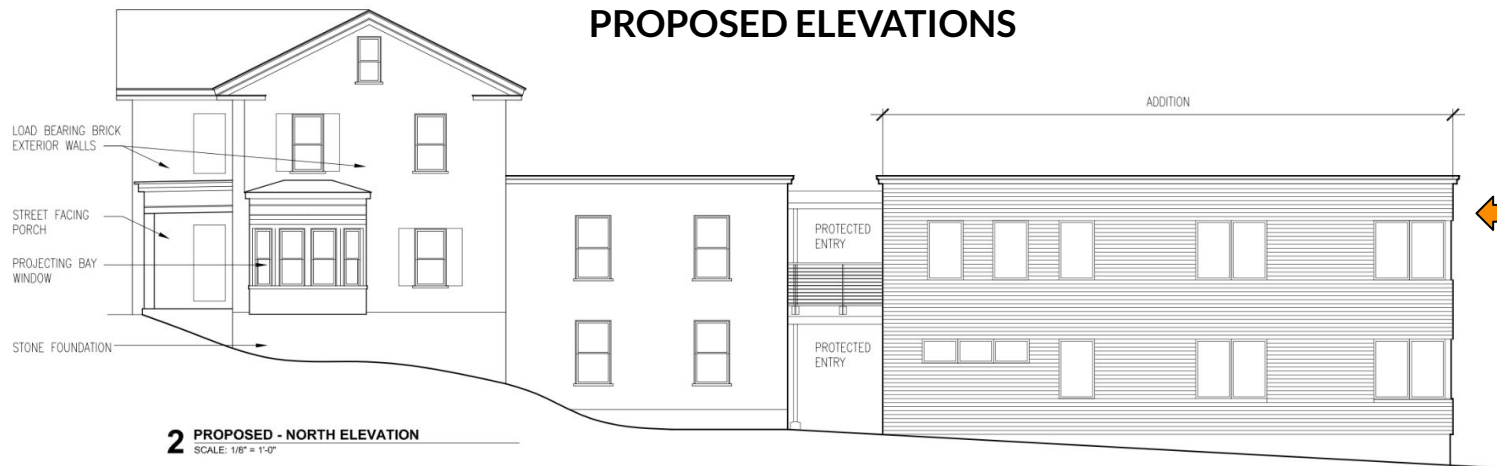 PROPOSED ELEVATIONS
ADDITION
LOAD BEARING BRICK
EXTERIOR WALLS
STREET FACING
PORCH
PROJECTING BAY
WINDOW
STONE FOUNDATION
PROTECTED
ENTRY
PROTECTED
ENTRY
2 PROPOSED - NORTH ELEVATION
SCALE: 1/8" = 1'-0"